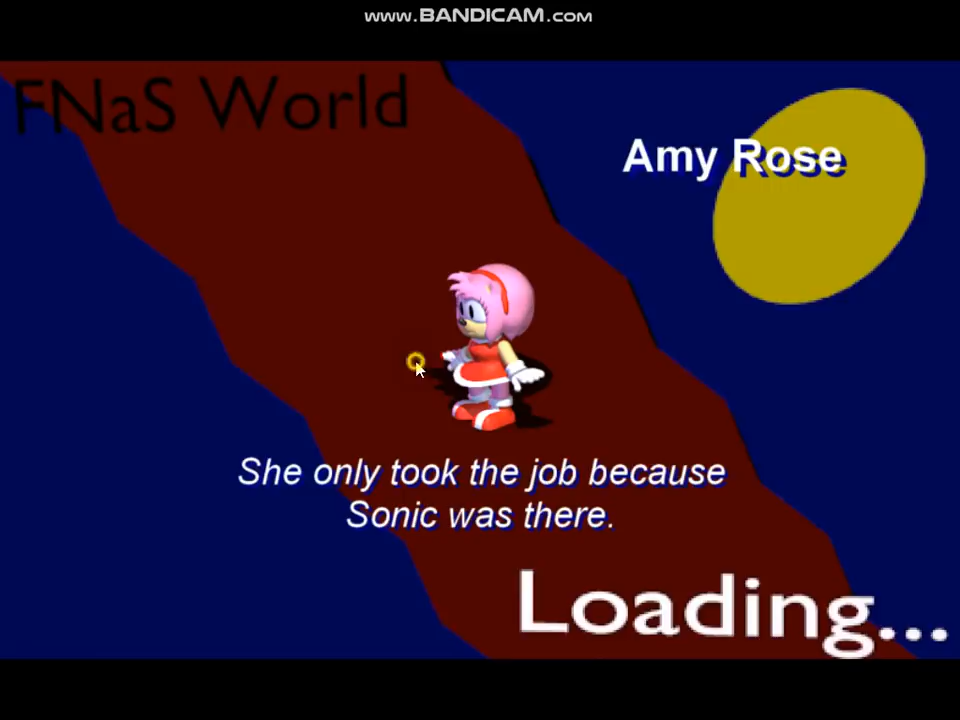 www.BANDICAM.com
FNaS World
Amy Rose
She only took the job because
Sonic was there.
Loading...